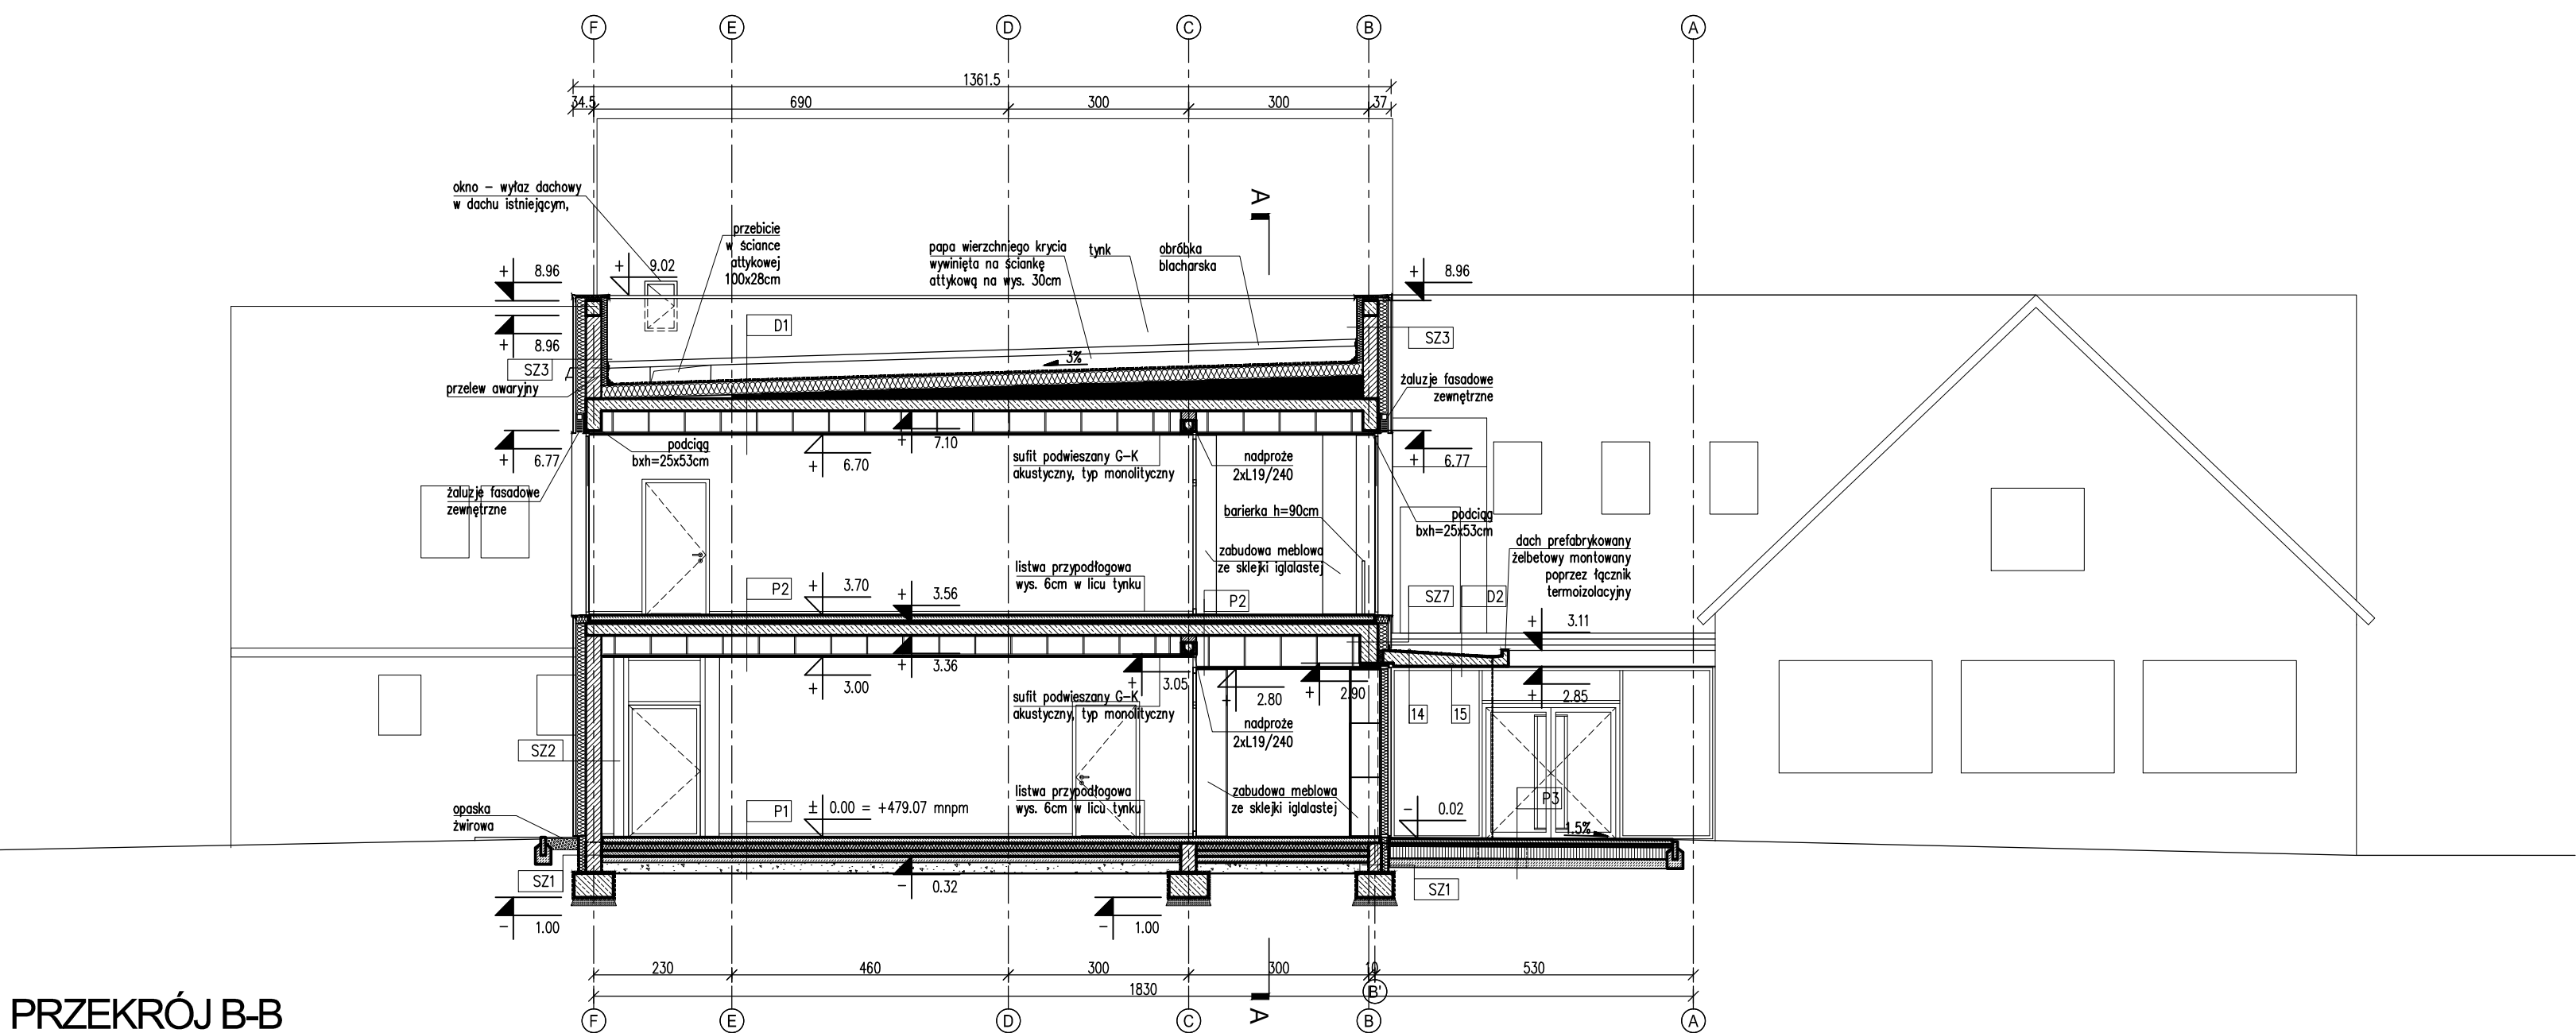 F
E
D
C
B
A
1361.5
34.5
690
300
300
37
okno – wyłaz dachowy
w dachu istniejącym,
przebicie
w ściance
attykowej
100x28cm
papa wierzchniego krycia
wywinięta na ściankę
attykową na wys. 30cm
tynk
obróbka
blacharska
A
+ 8.96
+ 9.02
+ 8.96
+ 8.96
D1
SZ3
SZ3
3%
przelew awaryjny
żaluzje fasadowe
zewnętrzne
+ 6.77
podciąg
bxh=25x53cm
+ 6.70
+ 7.10
sufit podwieszany G–K
akustyczny, typ monolityczny
nadproże
2xL19/240
+ 6.77
żaluzje fasadowe
zewnętrzne
barierka h=90cm
podciąg
bxh=25x53cm
zabudowa meblowa
ze sklejki iglalastej
dach prefabrykowany
żelbetowy montowany
poprzez łącznik
termoizolacyjny
listwa przypodłogowa
wys. 6cm w licu tynku
P2
+ 3.70
+ 3.56
P2
SZ7
D2
+ 3.11
+ 3.00
+ 3.36
+ 3.05
+ 2.80
+ 2.90
+ 2.85
sufit podwieszany G–K
akustyczny, typ monolityczny
nadproże
2xL19/240
14
15
SZ2
listwa przypodłogowa
wys. 6cm w licu tynku
zabudowa meblowa
ze sklejki iglalastej
opaska
żwirowa
P1
± 0.00 = +479.07 mnpm
– 0.02
P3
1.5%
SZ1
– 0.32
SZ1
– 1.00
– 1.00
230
460
300
300
10
530
1830
B'
A
F
E
D
C
B
A
PRZEKRÓJ B-B